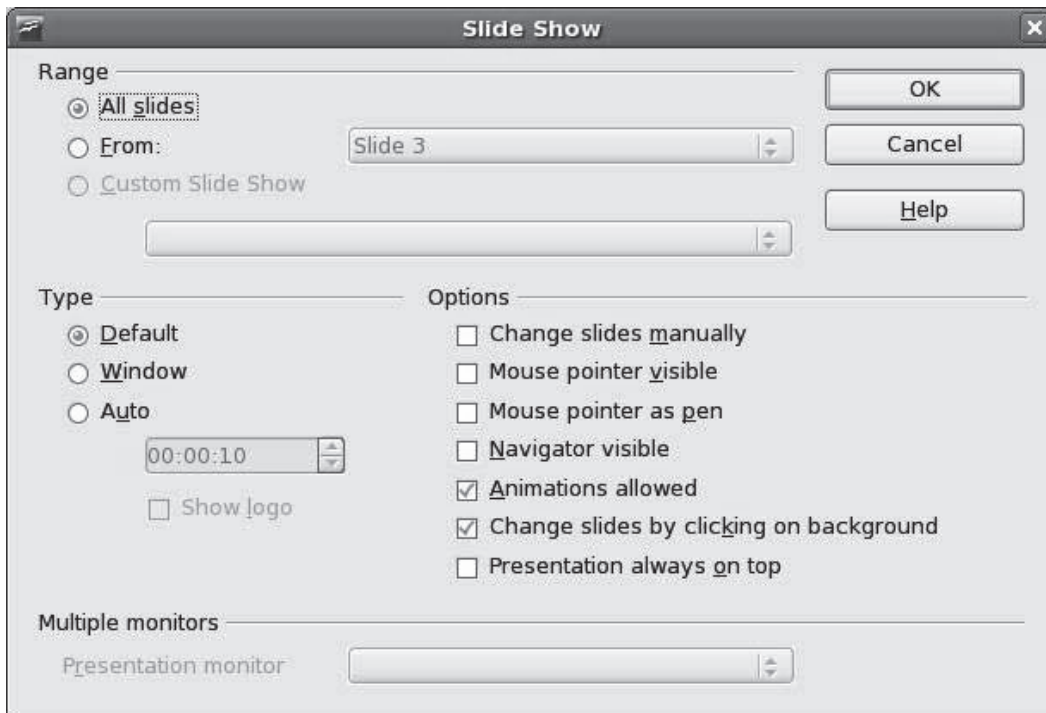 Slide Show
Range
All slides
From:
Slide 3
Custom Slide Show
OK
Cancel
Help
Type
Default
Window
Auto
00:00:10
Show logo
Options
Change slides manually
Mouse pointer visible
Mouse pointer as pen
Navigator visible
Animations allowed
Change slides by clicking on background
Presentation always on top
Multiple monitors
Presentation monitor